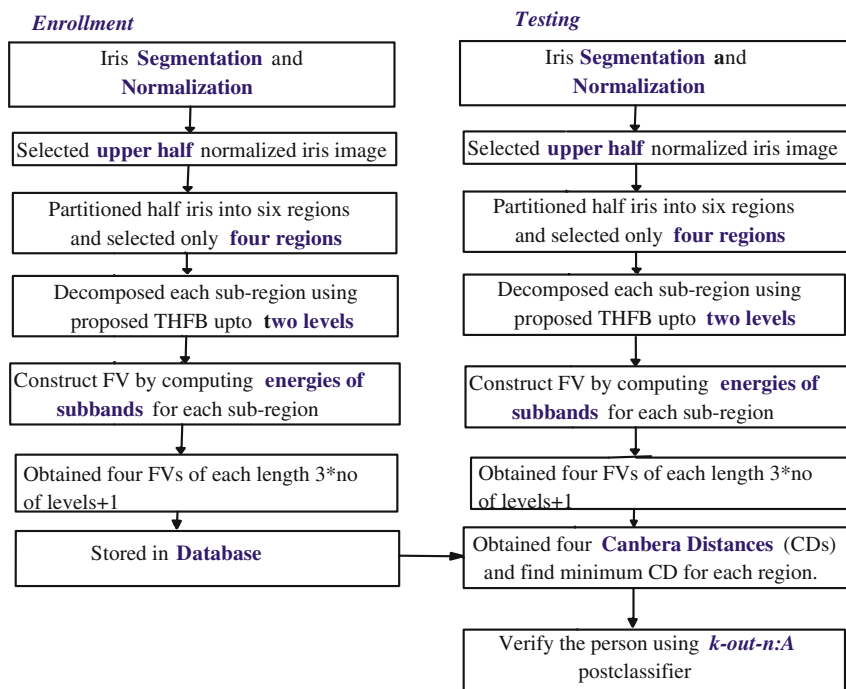 Enrollment
Iris Segmentation and
Normalization
Selected upper half normalized iris image
Partitioned half iris into six regions
and selected only four regions
Decomposed each sub-region using
proposed THFB upto two levels
Construct FV by computing energies of
subbands for each sub-region
Obtained four FVs of each length 3*no
of levels+1
Stored in Database
Testing
Iris Segmentation and
Normalization
Selected upper half normalized iris image
Partitioned half iris into six regions
and selected only four regions
Decomposed each sub-region using
proposed THFB upto two levels
Construct FV by computing energies of
subbands for each sub-region
Obtained four FVs of each length 3*no
of levels+1
Obtained four Canbera Distances (CDs)
and find minimum CD for each region.
Verify the person using k-out-n:A
postclassifier